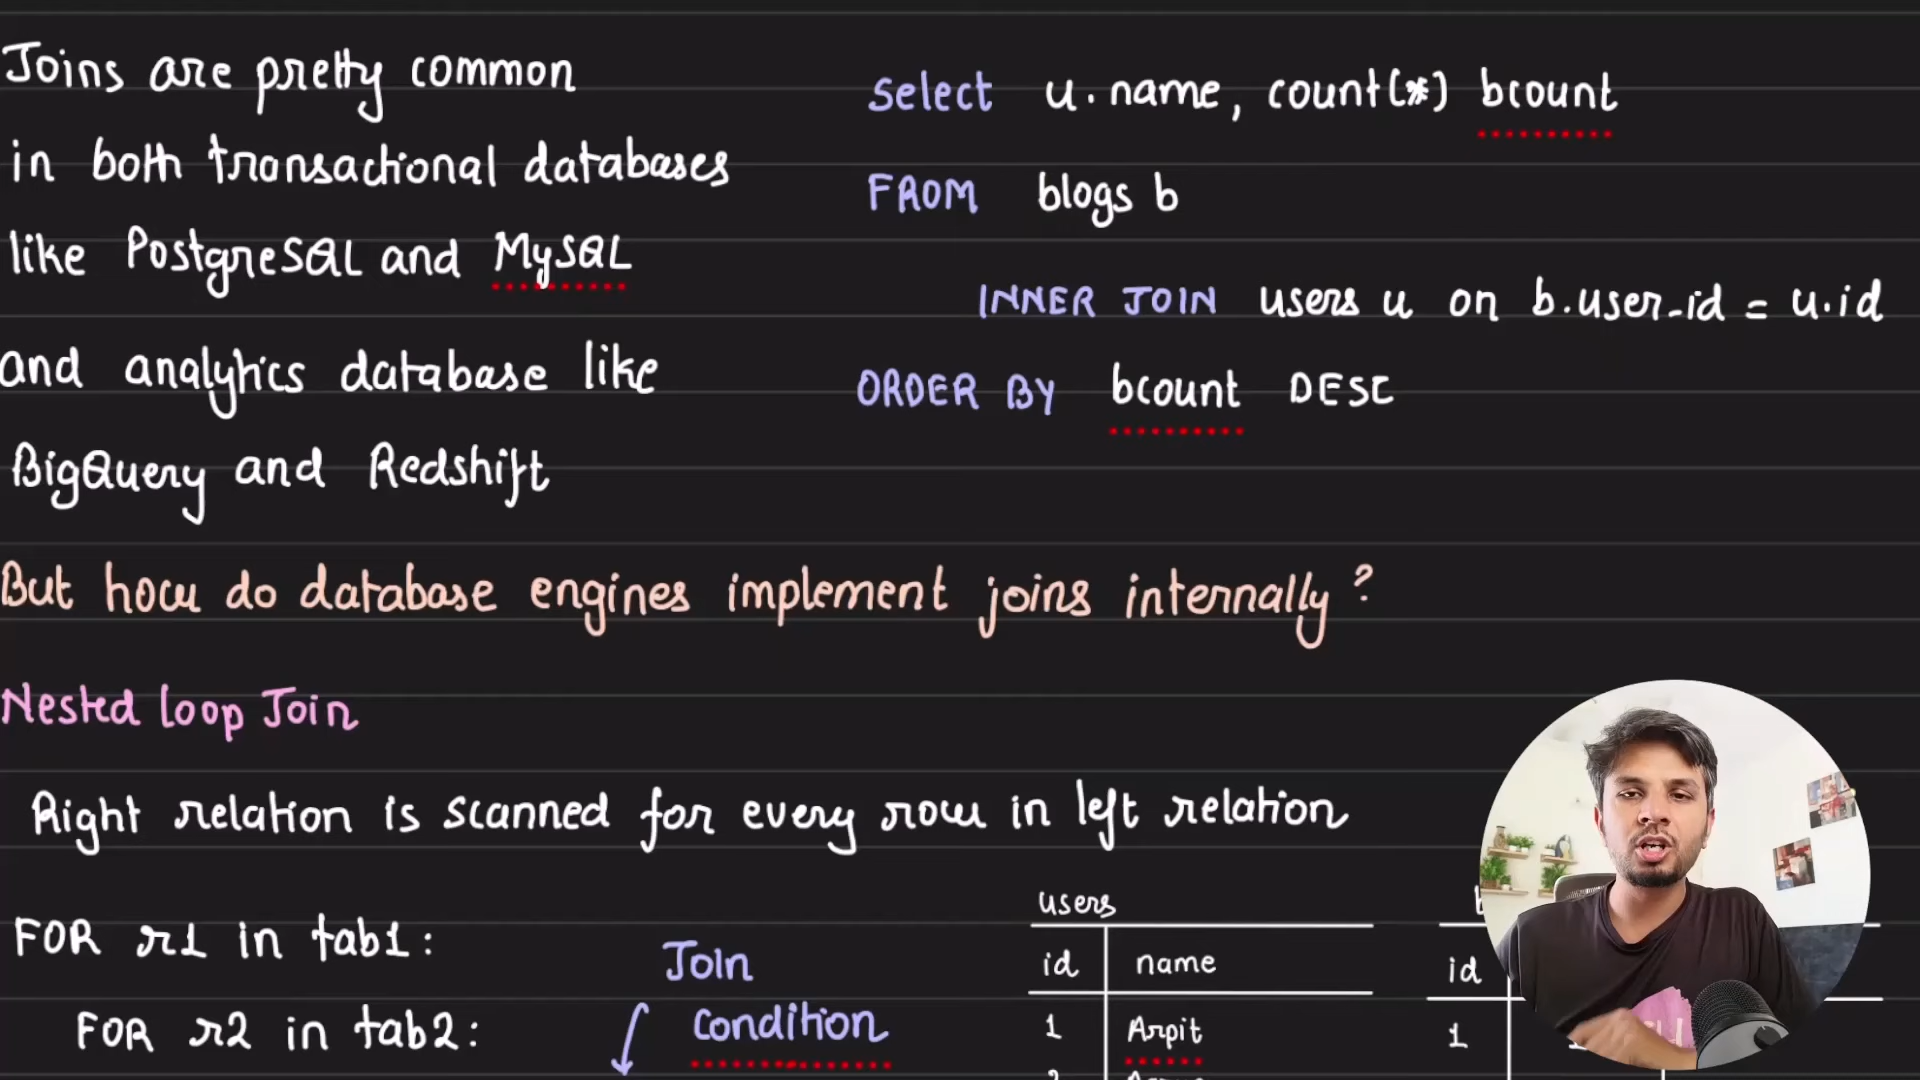 Joins are pretty common
in both transactional databases
like PostgreSQL and MySQL
and analytics database like
BigQuery and Redshift
Select u.name, count(*) bcount
FROM blogs b
INNER JOIN users u on b.user_id = u.id
ORDER BY bcount DESC
But how do database engines implement joins internally?
Nested Loop Join
Right relation is scanned for every row in left relation
FOR r1 in tab1:
FOR r2 in tab2:
Join
Condition
users
id name
1 Arpit
id
1